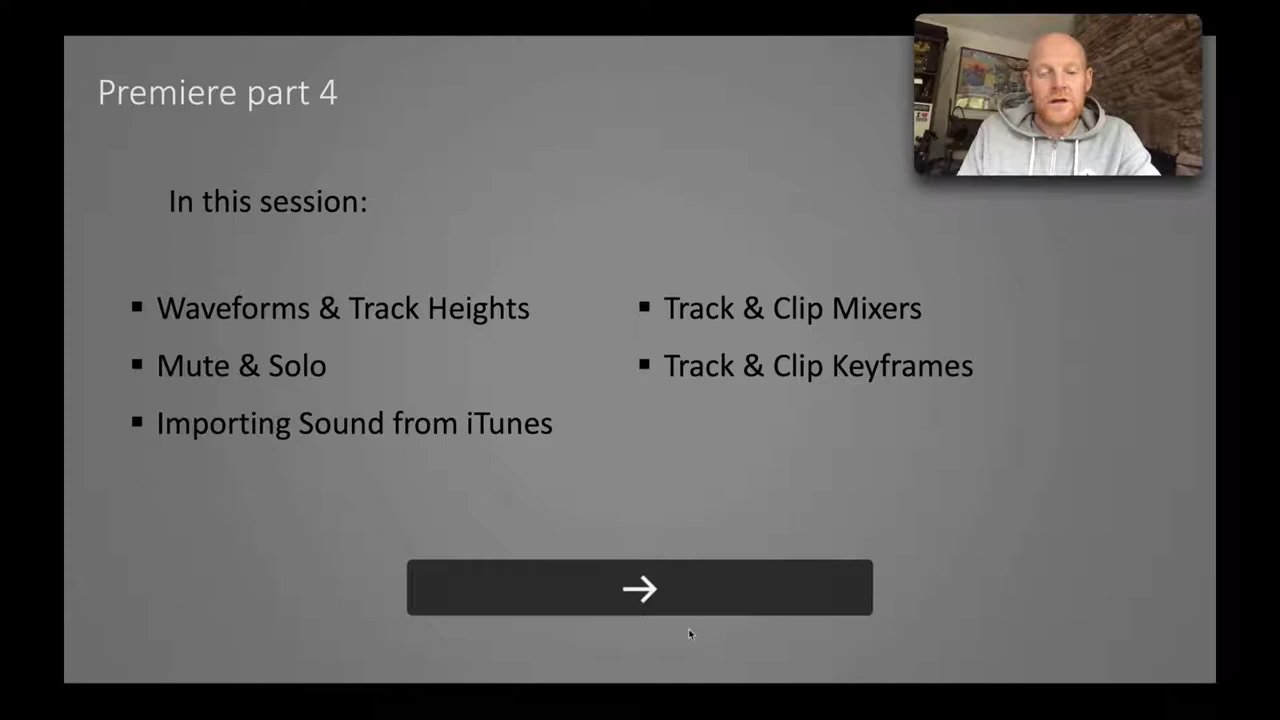 Premiere part 4
In this session:
▪ Waveforms & Track Heights
▪ Mute & Solo
▪ Importing Sound from iTunes
▪ Track & Clip Mixers
▪ Track & Clip Keyframes